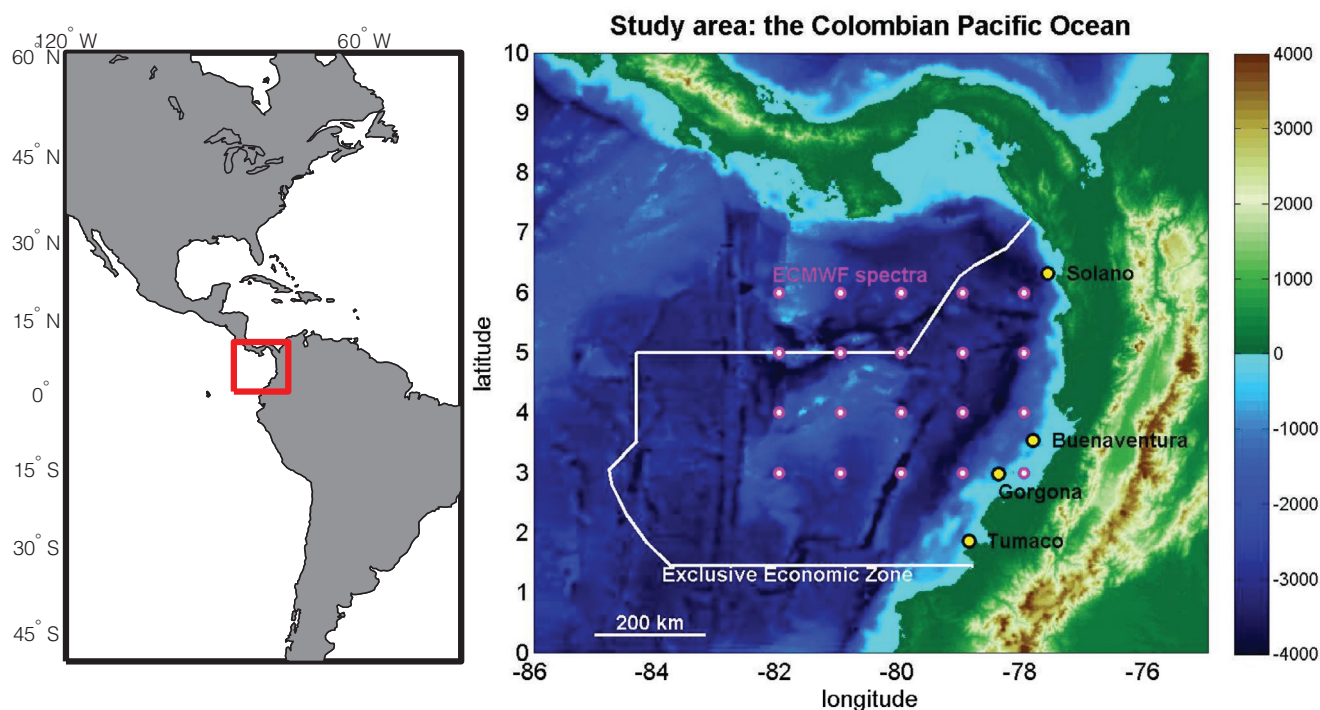 120° W
60° W
60° N
45° N
30° N
15° N
0°
15° S
30° S
45° S
Study area: the Colombian Pacific Ocean
10
9
8
7
6
5
4
3
2
1
0
latitude
-86
-84
-82
-80
-78
-76
longitude
ECMWF spectra
Solano
Buenaventura
Gorgona
Tumaco
Exclusive Economic Zone
200 km
4000
3000
2000
1000
0
-1000
-2000
-3000
-4000